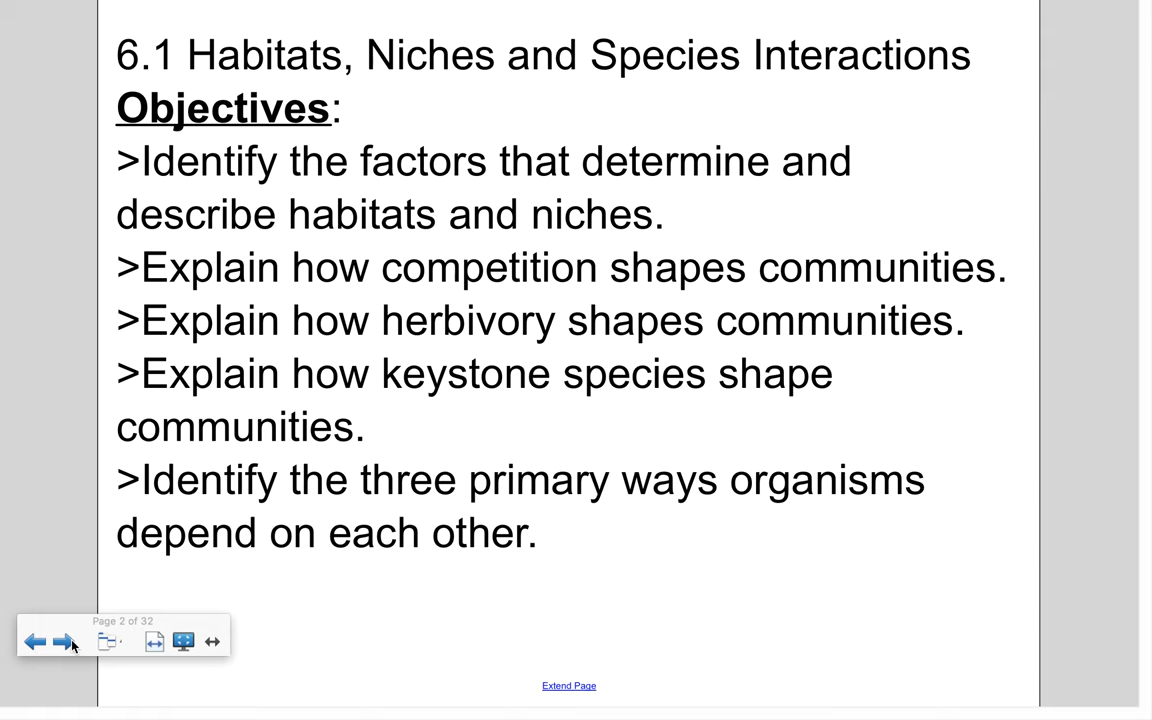 6.1 Habitats, Niches and Species Interactions
Objectives:
>Identify the factors that determine and
describe habitats and niches.
>Explain how competition shapes communities.
>Explain how herbivory shapes communities.
>Explain how keystone species shape
communities.
>Identify the three primary ways organisms
depend on each other.
Page 2 of 32
Extend Page